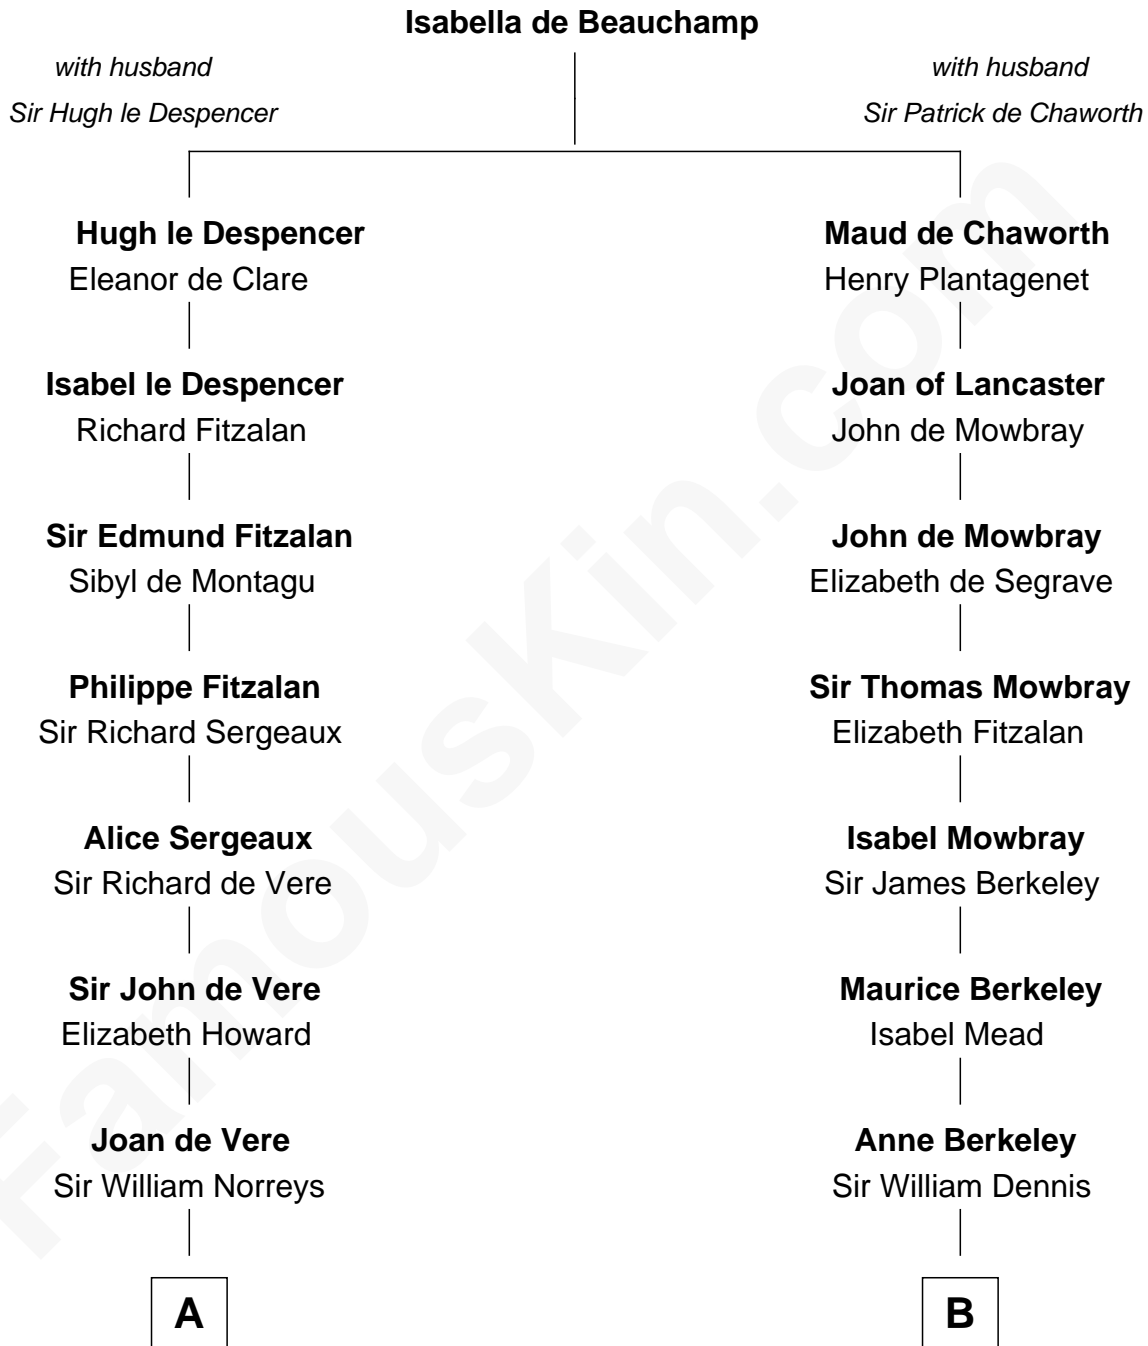 Isabella de Beauchamp
with husband
Sir Hugh le Despencer
with husband
Sir Patrick de Chaworth
Hugh le Despencer
Eleanor de Clare
Maud de Chaworth
Henry Plantagenet
Isabel le Despencer
Richard Fitzalan
Joan of Lancaster
John de Mowbray
Sir Edmund Fitzalan
Sibyl de Montagu
John de Mowbray
Elizabeth de Segrave
Philippe Fitzalan
Sir Richard Sergeaux
Sir Thomas Mowbray
Elizabeth Fitzalan
Alice Sergeaux
Sir Richard de Vere
Isabel Mowbray
Sir James Berkeley
Sir John de Vere
Elizabeth Howard
Maurice Berkeley
Isabel Mead
Joan de Vere
Sir William Norreys
Anne Berkeley
Sir William Dennis
A
B
FamousKin.com